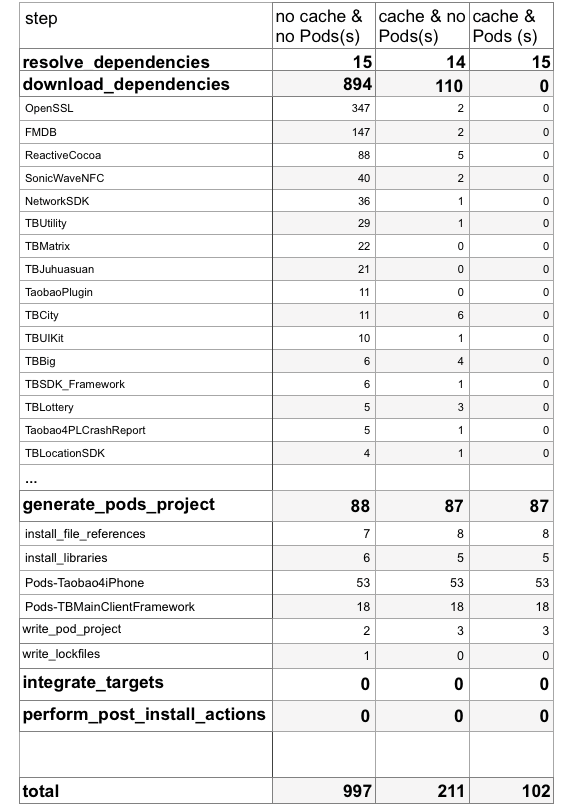 step no cache & no Pods(s) cache & no Pods(s) cache & Pods (s)
resolve_dependencies 15 14 15
download_dependencies 894 110 0
OpenSSL 347 2 0
FMDB 147 2 0
ReactiveCocoa 88 5 0
SonicWaveNFC 40 2 0
NetworkSDK 36 1 0
TBUtility 29 1 0
TBMatrix 22 0 0
TBJuhuasuan 21 0 0
TaobaoPlugin 11 0 0
TBCity 11 6 0
TBUIKit 10 1 0
TBBig 6 4 0
TBSDK_Framework 6 1 0
TBLottery 5 3 0
Taobao4PLCrashReport 5 1 0
TBLocationSDK 4 1 0
...
generate_pods_project 88 87 87
install_file_references 7 8 8
install_libraries 6 5 5
Pods-Taobao4iPhone 53 53 53
Pods-TBMainClientFramework 18 18 18
write_pod_project 2 3 3
write_lockfiles 1 0 0
integrate_targets 0 0 0
perform_post_install_actions 0 0 0
total 997 211 102